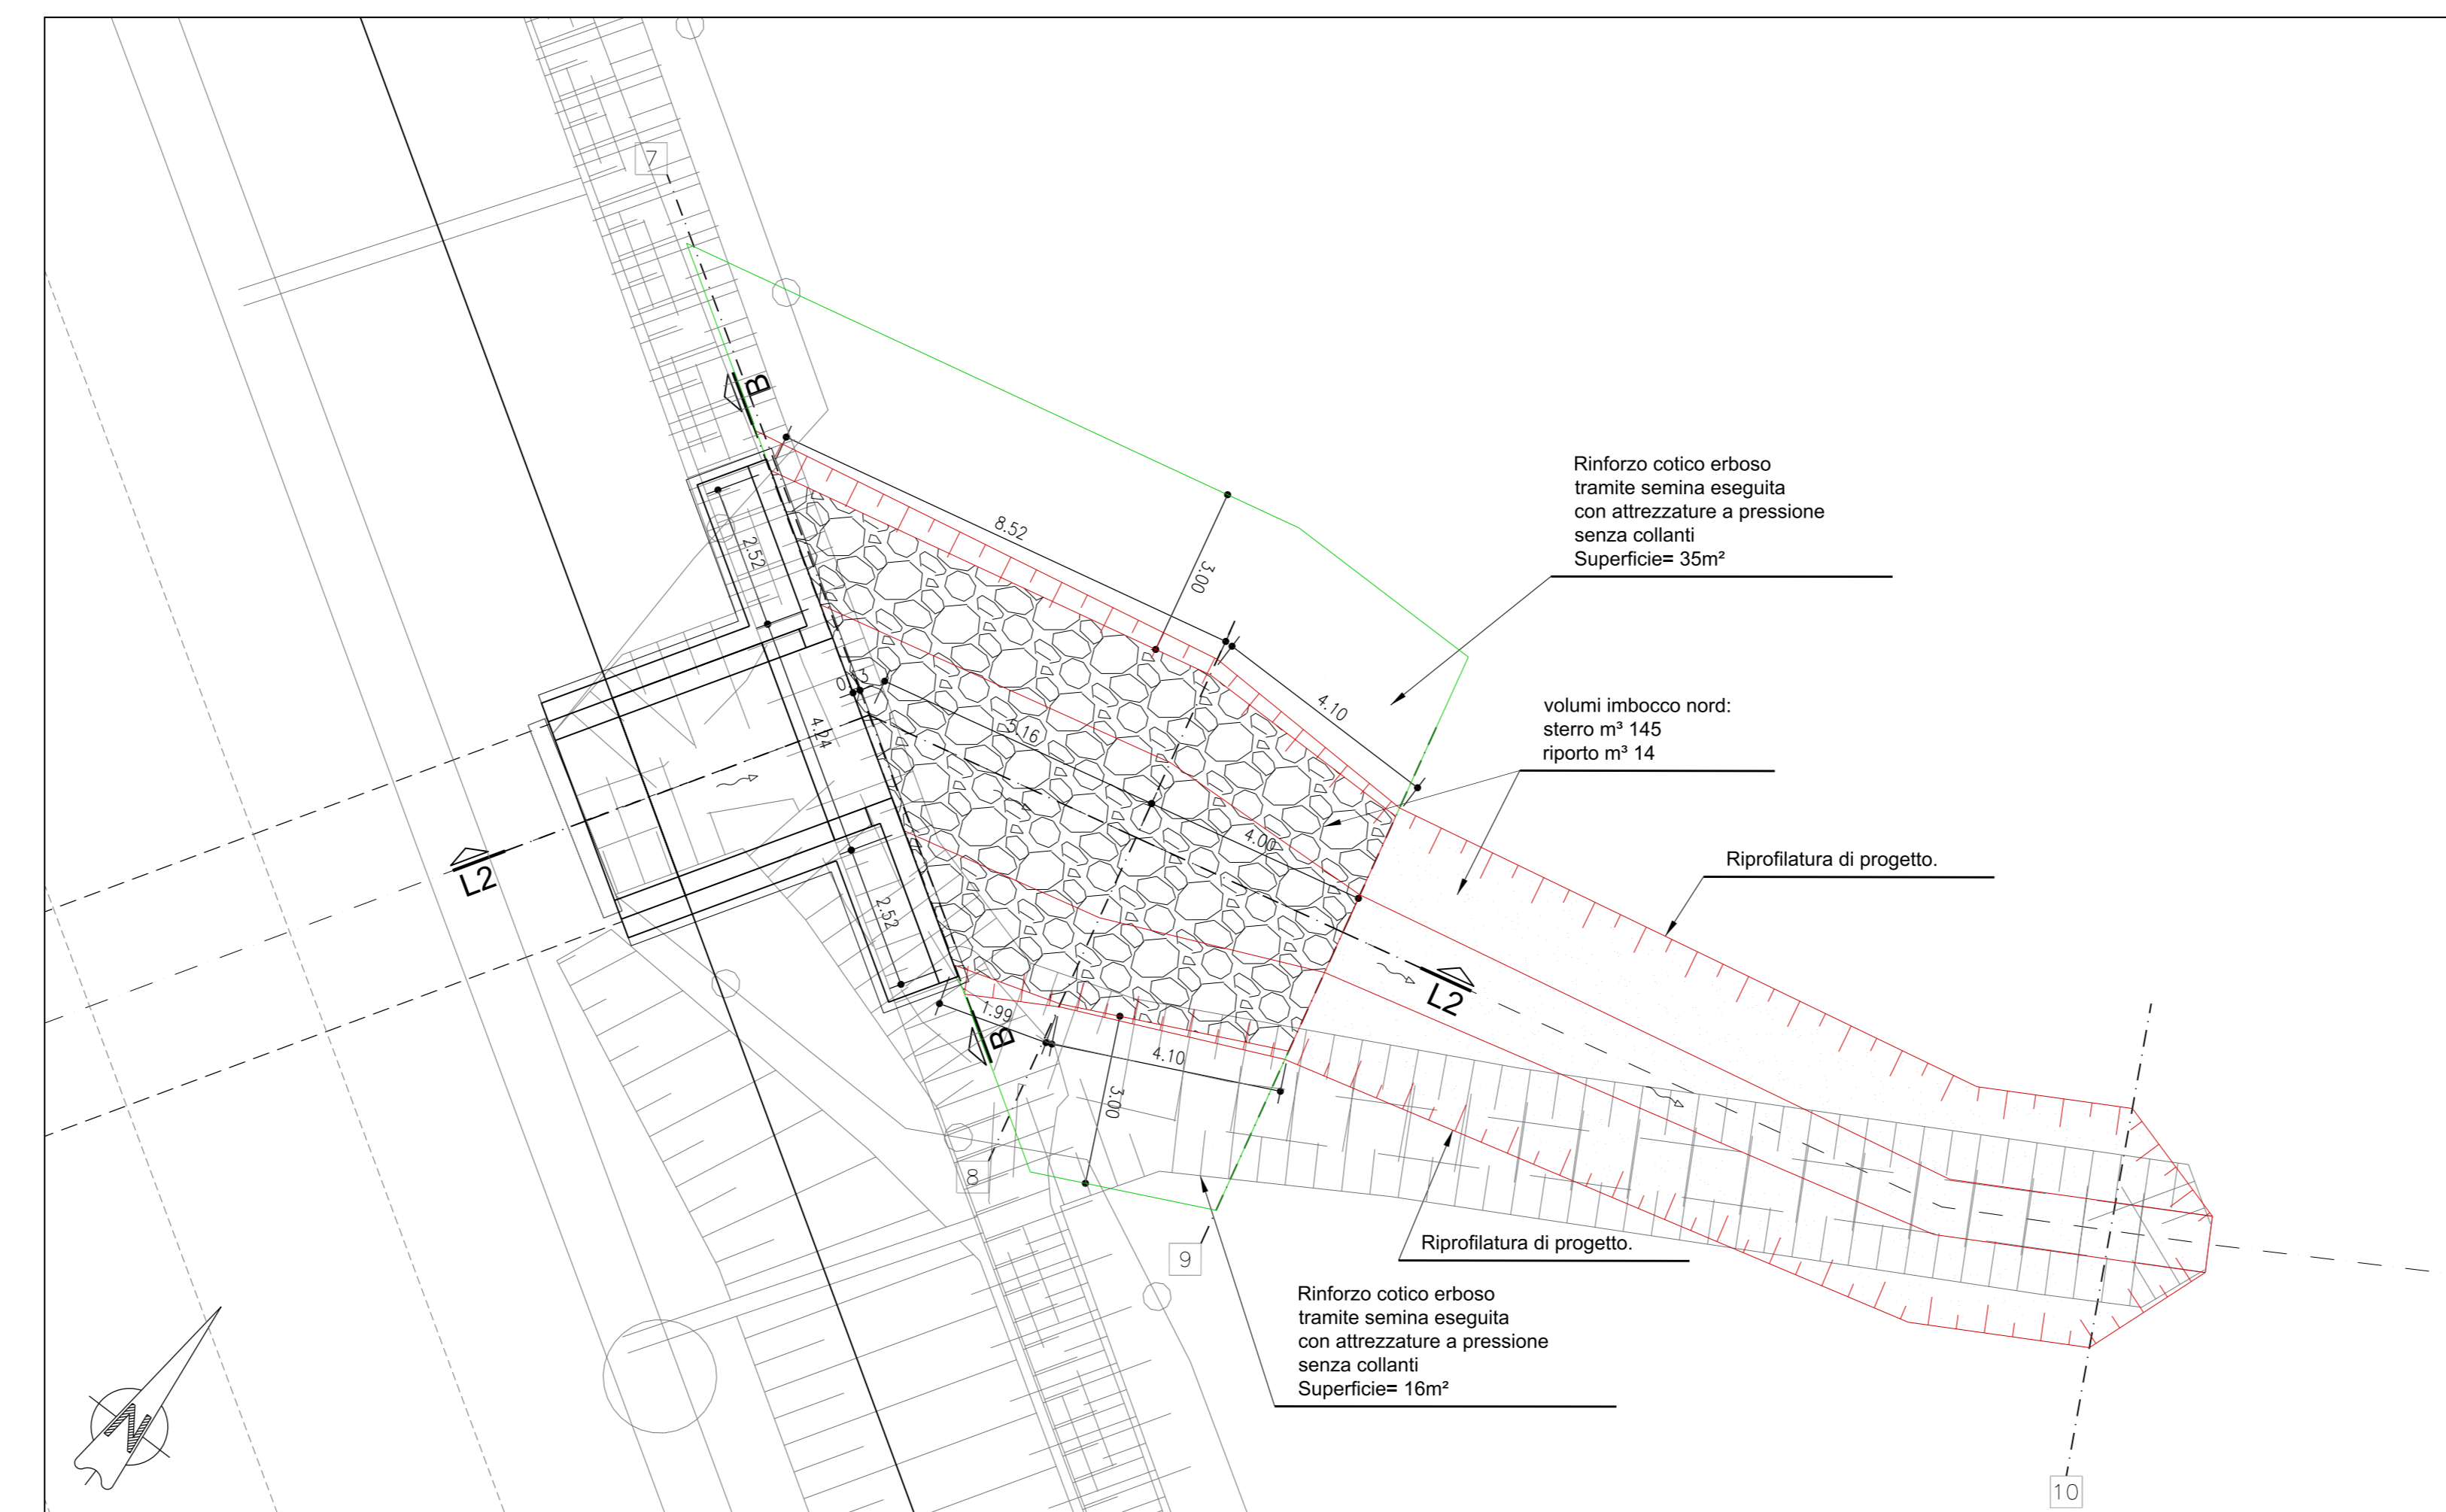 7
B
8.52
3.00
2.52
Rinforzo cotico erboso
tramite semina eseguita
con attrezzature a pressione
senza collanti
Superficie= 35m²
4.10
volumi imbocco nord:
sterro m³ 145
riporto m³ 14
5.16
4.24
4.00
Riprofilatura di progetto.
L2
2.52
L2
1.99
B
4.10
3.00
8
9
Riprofilatura di progetto.
Rinforzo cotico erboso
tramite semina eseguita
con attrezzature a pressione
senza collanti
Superficie= 16m²
N
10